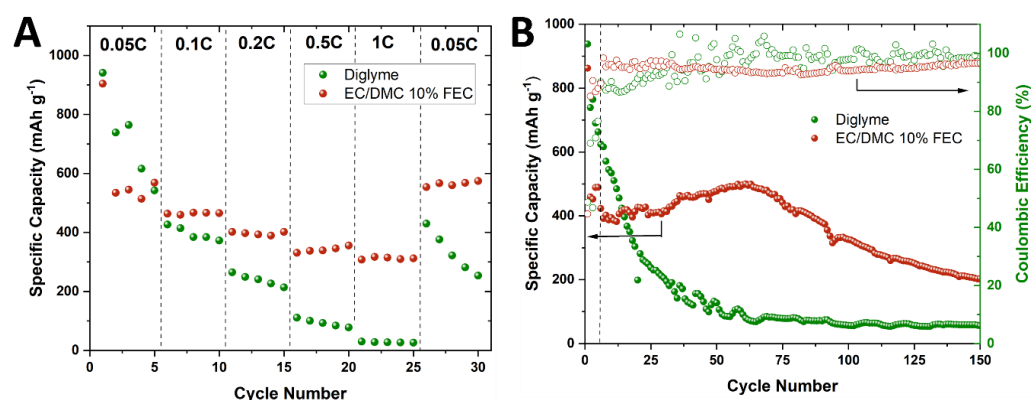 A
0.05C 0.1C 0.2C 0.5C 1C 0.05C
Diglyme
EC/DMC 10% FEC
Specific Capacity (mAh g⁻¹)
1000
800
600
400
200
0
0 5 10 15 20 25 30
Cycle Number
B
Diglyme
EC/DMC 10% FEC
Specific Capacity (mAh g⁻¹)
1000
800
600
400
200
0
0 25 50 75 100 125 150
Cycle Number
100
80
60
40
20
0
Coulombic Efficiency (%)